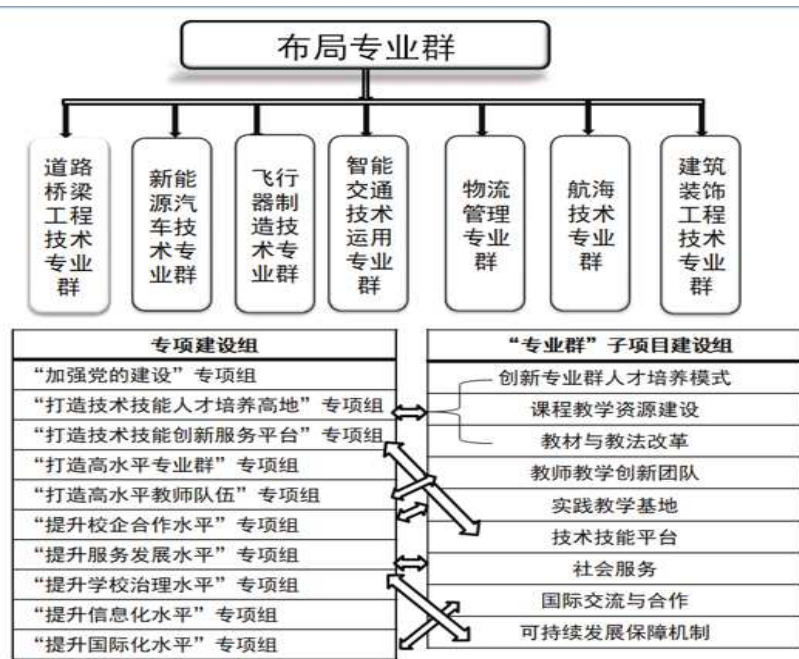 布局专业群
道路
桥梁
工程
技术
专业
群
新能
源汽
车技
术专
业群
飞行
器制
造技
术专
业群
智能
交通
技术
运用
专业
群
物流
管理
专业
群
航海
技术
专业
群
建筑
装饰
工程
技术
专业
群
专项建设组
“加强党的建设”专项组
“打造技术技能人才培养高地”专项组
“打造技术技能创新服务平台”专项组
“打造高水平专业群”专项组
“打造高水平教师队伍”专项组
“提升校企合作水平”专项组
“提升服务发展水平”专项组
“提升学校治理水平”专项组
“提升信息化水平”专项组
“提升国际化水平”专项组
“专业群”子项目建设组
创新专业群人才培养模式
课程教学资源建设
教材与教法改革
教师教学创新团队
实践教学基地
技术技能平台
社会服务
国际交流与合作
可持续发展保障机制